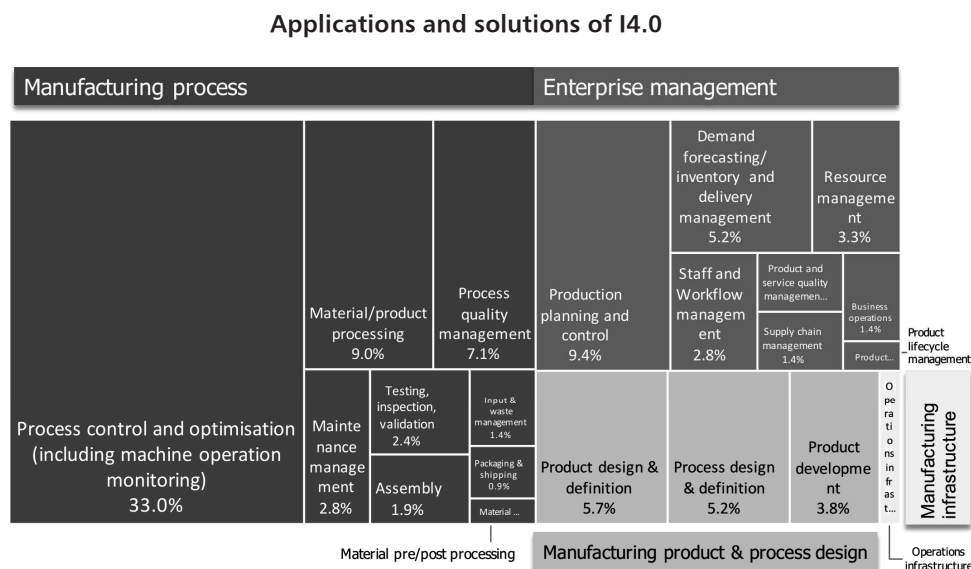 Applications and solutions of I4.0
Manufacturing process
Enterprise management
Process control and optimisation
(including machine operation
monitoring)
33.0%
Material/product
processing
9.0%
Process
quality
management
7.1%
Mainte
nance
manage
ment
2.8%
Testing,
inspection,
validation
2.4%
Assembly
1.9%
Input &
waste
management
1.4%
Packaging &
shipping
0.9%
Material ...
Material pre/post processing
Production
planning and
control
9.4%
Demand
forecasting/
inventory and
delivery
management
5.2%
Resource
manageme
nt
3.3%
Staff and
Workflow
managem
ent
2.8%
Product and
service quality
managemen...
Supply chain
management
1.4%
Business
operations
1.4%
Product...
Product
lifecycle
management
Product design &
definition
5.7%
Process design
& definition
5.2%
Product
developme
nt
3.8%
O
pe
ra
ti
o
ns
in
fr
as
t...
Manufacturing
infrastructure
Manufacturing product & process design
Operations
infrastructure